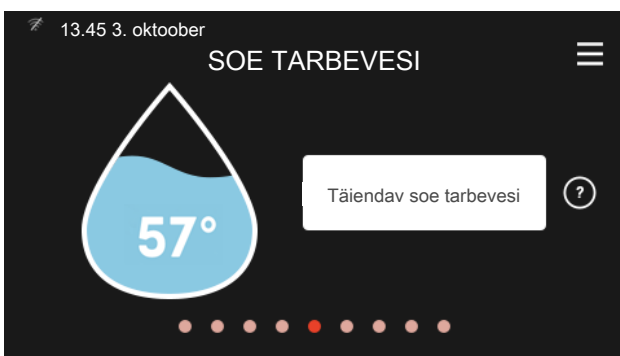 13.45 3. oktoober
SOE TARBEVESI
57°
Täiendav soe tarbevesi
?